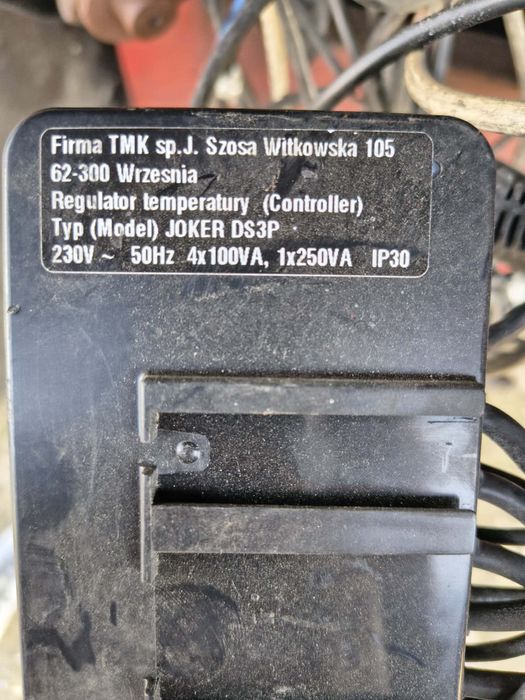 Firma TMK sp.J. Szosa Witkowska 105
62-300 Wrzesnia
Regulator temperatury (Controller)
Typ (Model) JOKER DS3P
230V ~ 50Hz 4x100VA, 1x250VA IP30